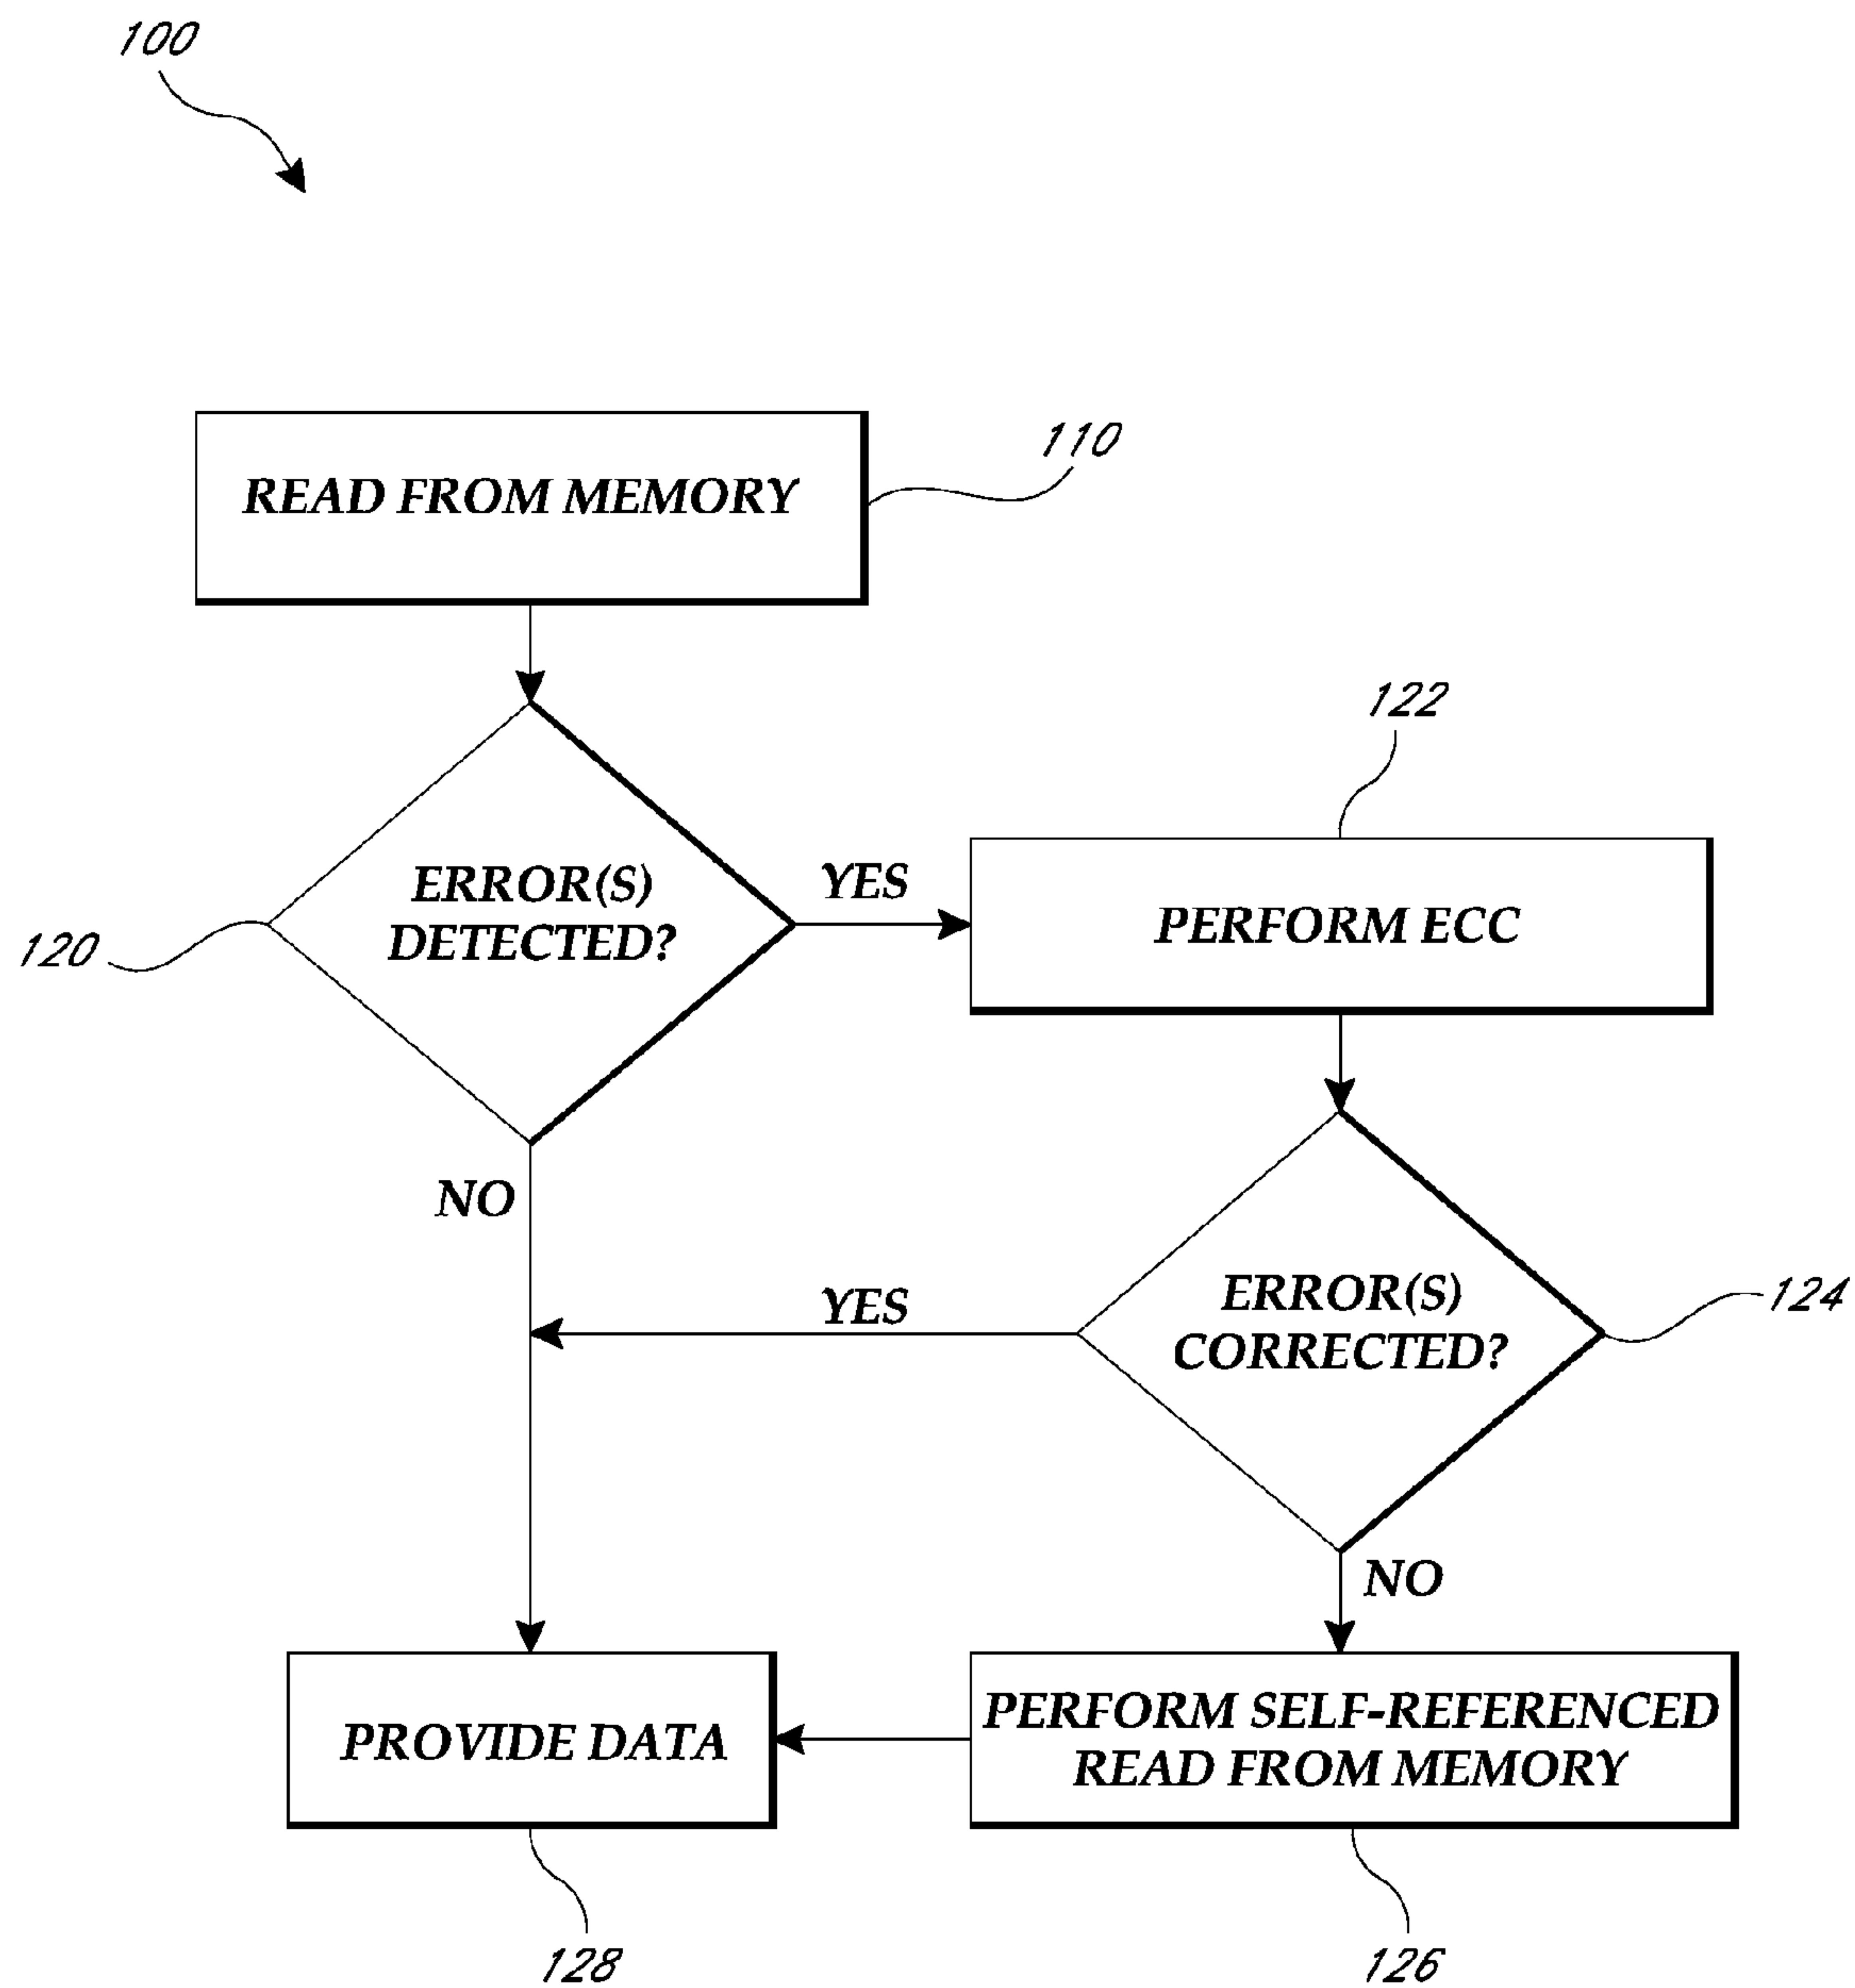 100
READ FROM MEMORY
110
ERROR(S)
DETECTED?
120
YES
NO
122
PERFORM ECC
ERROR(S)
CORRECTED?
124
YES
NO
PERFORM SELF-REFERENCED
READ FROM MEMORY
126
PROVIDE DATA
128